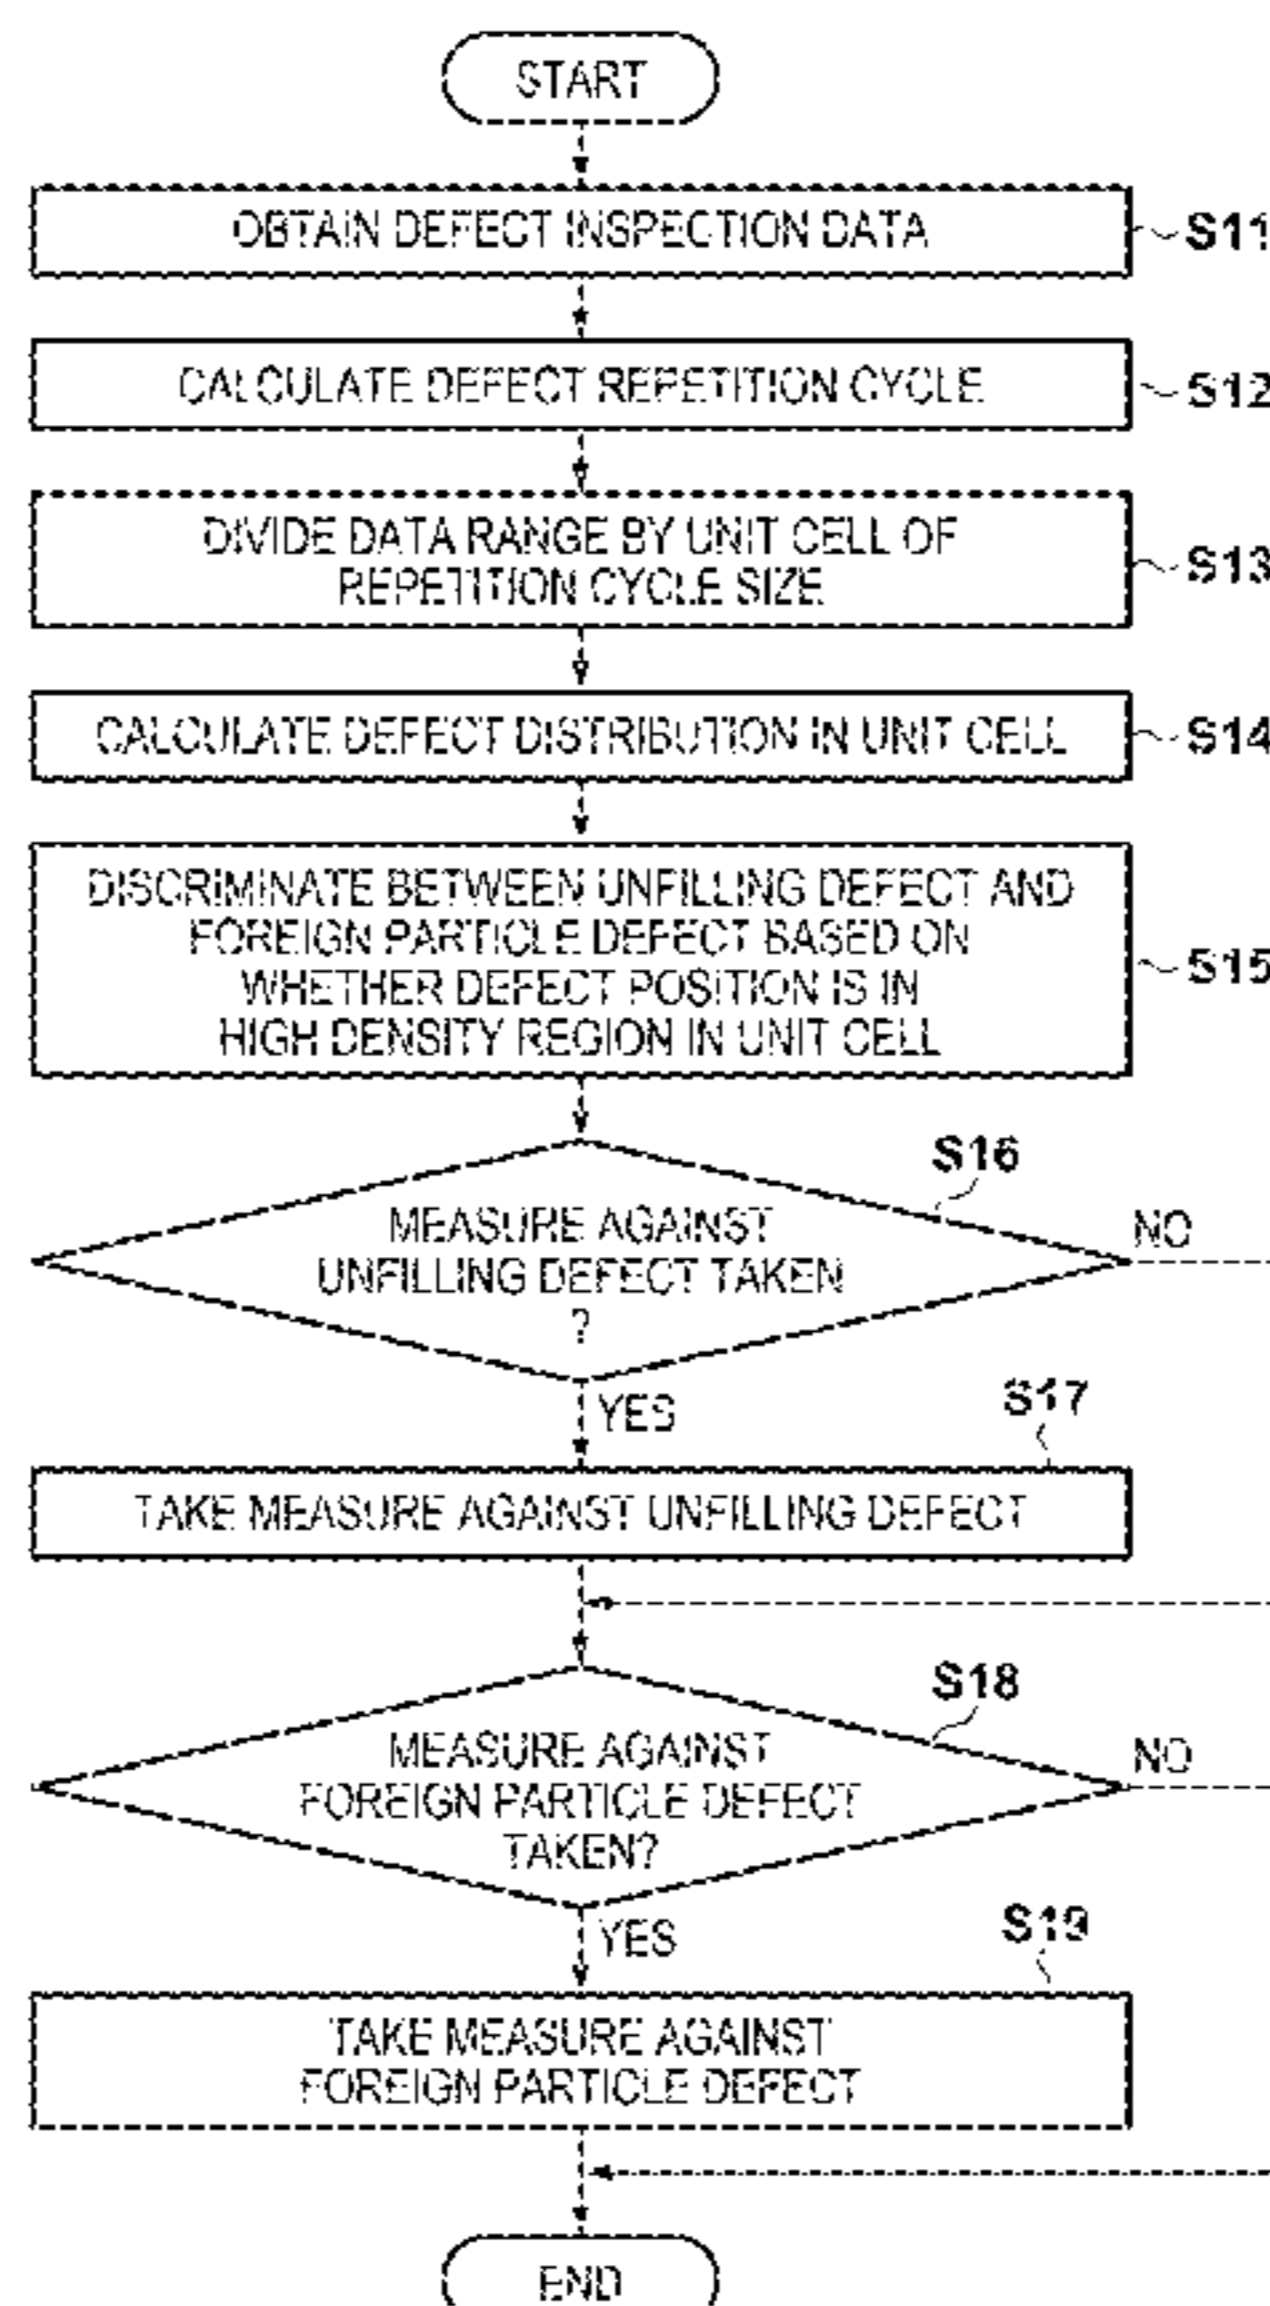 START
OBTAIN DEFECT INSPECTION DATA
S11
CALCULATE DEFECT REPETITION CYCLE
S12
DIVIDE DATA RANGE BY UNIT CELL OF
REPETITION CYCLE SIZE
S13
CALCULATE DEFECT DISTRIBUTION IN UNIT CELL
S14
DISCRIMINATE BETWEEN UNFILLING DEFECT AND
FOREIGN PARTICLE DEFECT BASED ON
WHETHER DEFECT POSITION IS IN
HIGH DENSITY REGION IN UNIT CELL
S15
S16
MEASURE AGAINST
UNFILLING DEFECT TAKEN
?
NO
YES
S17
TAKE MEASURE AGAINST UNFILLING DEFECT
S18
MEASURE AGAINST
FOREIGN PARTICLE DEFECT
TAKEN?
NO
YES
S19
TAKE MEASURE AGAINST
FOREIGN PARTICLE DEFECT
END